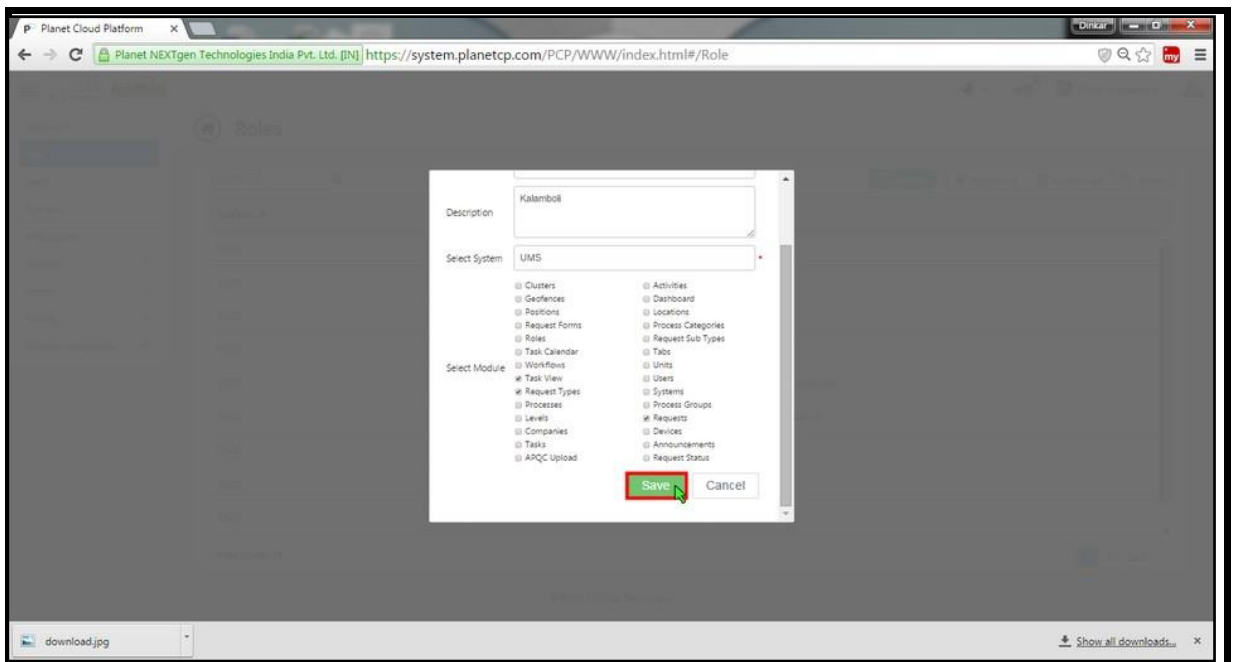 Planet Cloud Platform
Dinkar
Planet NEXTgen Technologies India Pvt. Ltd. [IN] https://system.planetcp.com/PCP/WWW/index.html#/Role
my
Roles
Description Kalamboli
Select System UMS *
Select Module
Clusters Activities
Geofences Dashboard
Positions Locations
Request Forms Process Categories
Roles Request Sub Types
Task Calendar Tabs
Workflows Units
Task View Users
Request Types Systems
Processes Process Groups
Levels Requests
Companies Devices
Tasks Announcements
APQC Upload Request Status
Save Cancel
download.jpg Show all downloads...